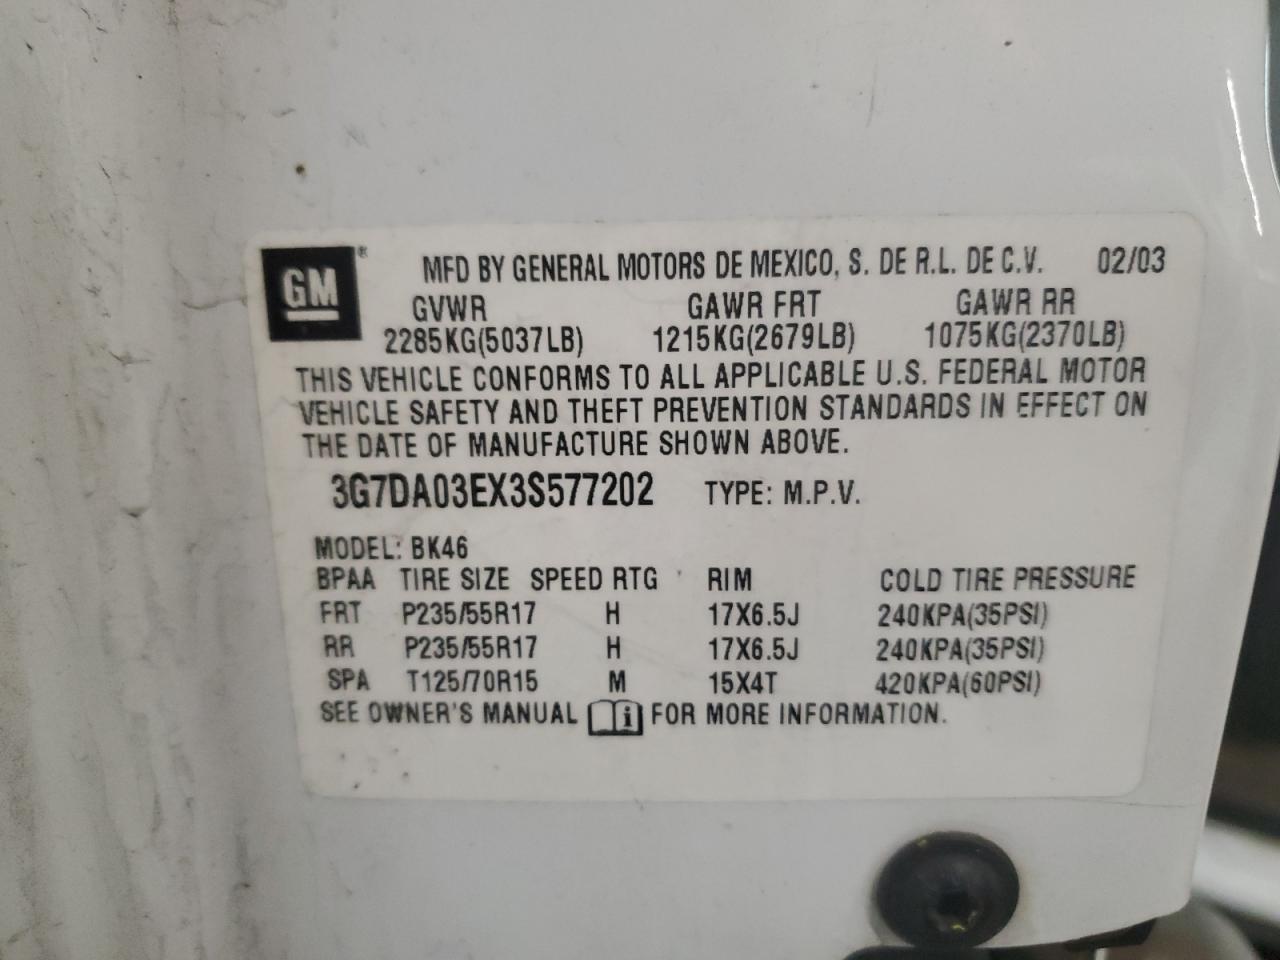 GM® MFD BY GENERAL MOTORS DE MEXICO, S. DE R.L. DE C.V. 02/03
GVWR GAWR FRT GAWR RR
2285KG(5037LB) 1215KG(2679LB) 1075KG(2370LB)
THIS VEHICLE CONFORMS TO ALL APPLICABLE U.S. FEDERAL MOTOR
VEHICLE SAFETY AND THEFT PREVENTION STANDARDS IN EFFECT ON
THE DATE OF MANUFACTURE SHOWN ABOVE.
3G7DA03EX3S577202 TYPE: M.P.V.
MODEL: BK46
BPAA TIRE SIZE SPEED RTG RIM COLD TIRE PRESSURE
FRT P235/55R17 H 17X6.5J 240KPA(35PSI)
RR P235/55R17 H 17X6.5J 240KPA(35PSI)
SPA T125/70R15 M 15X4T 420KPA(60PSI)
SEE OWNER'S MANUAL i FOR MORE INFORMATION.